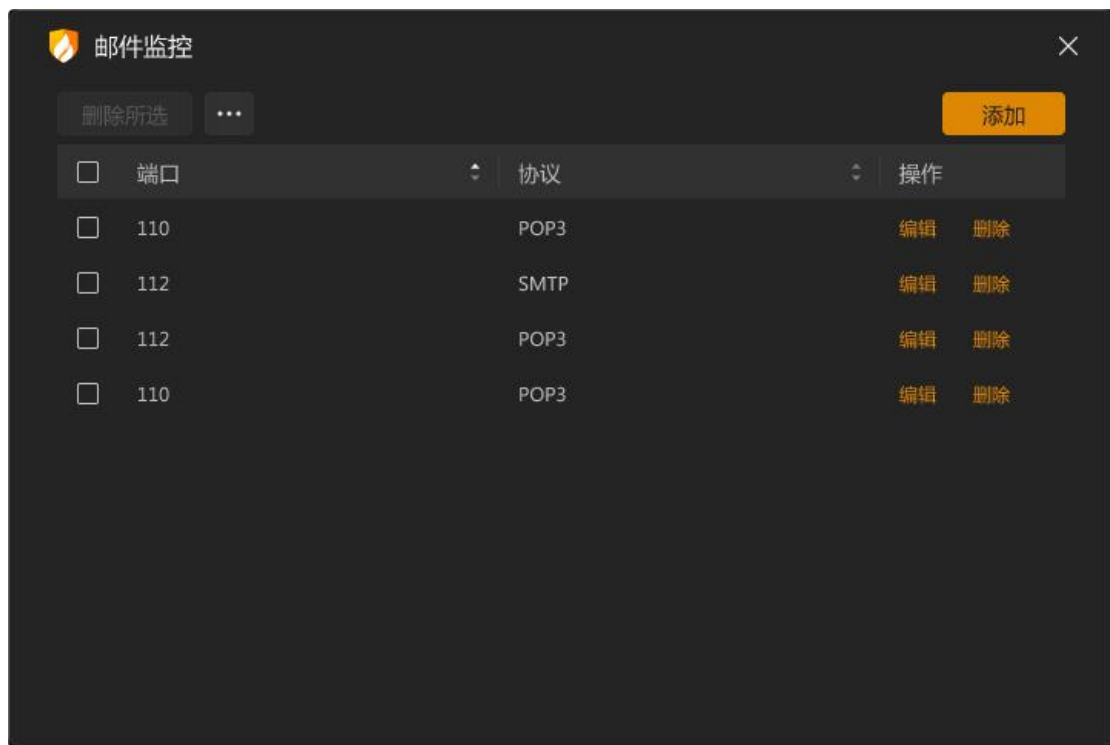 邮件监控
删除所选 ··· 添加
端口 协议 操作
110 POP3 编辑 删除
112 SMTP 编辑 删除
112 POP3 编辑 删除
110 POP3 编辑 删除